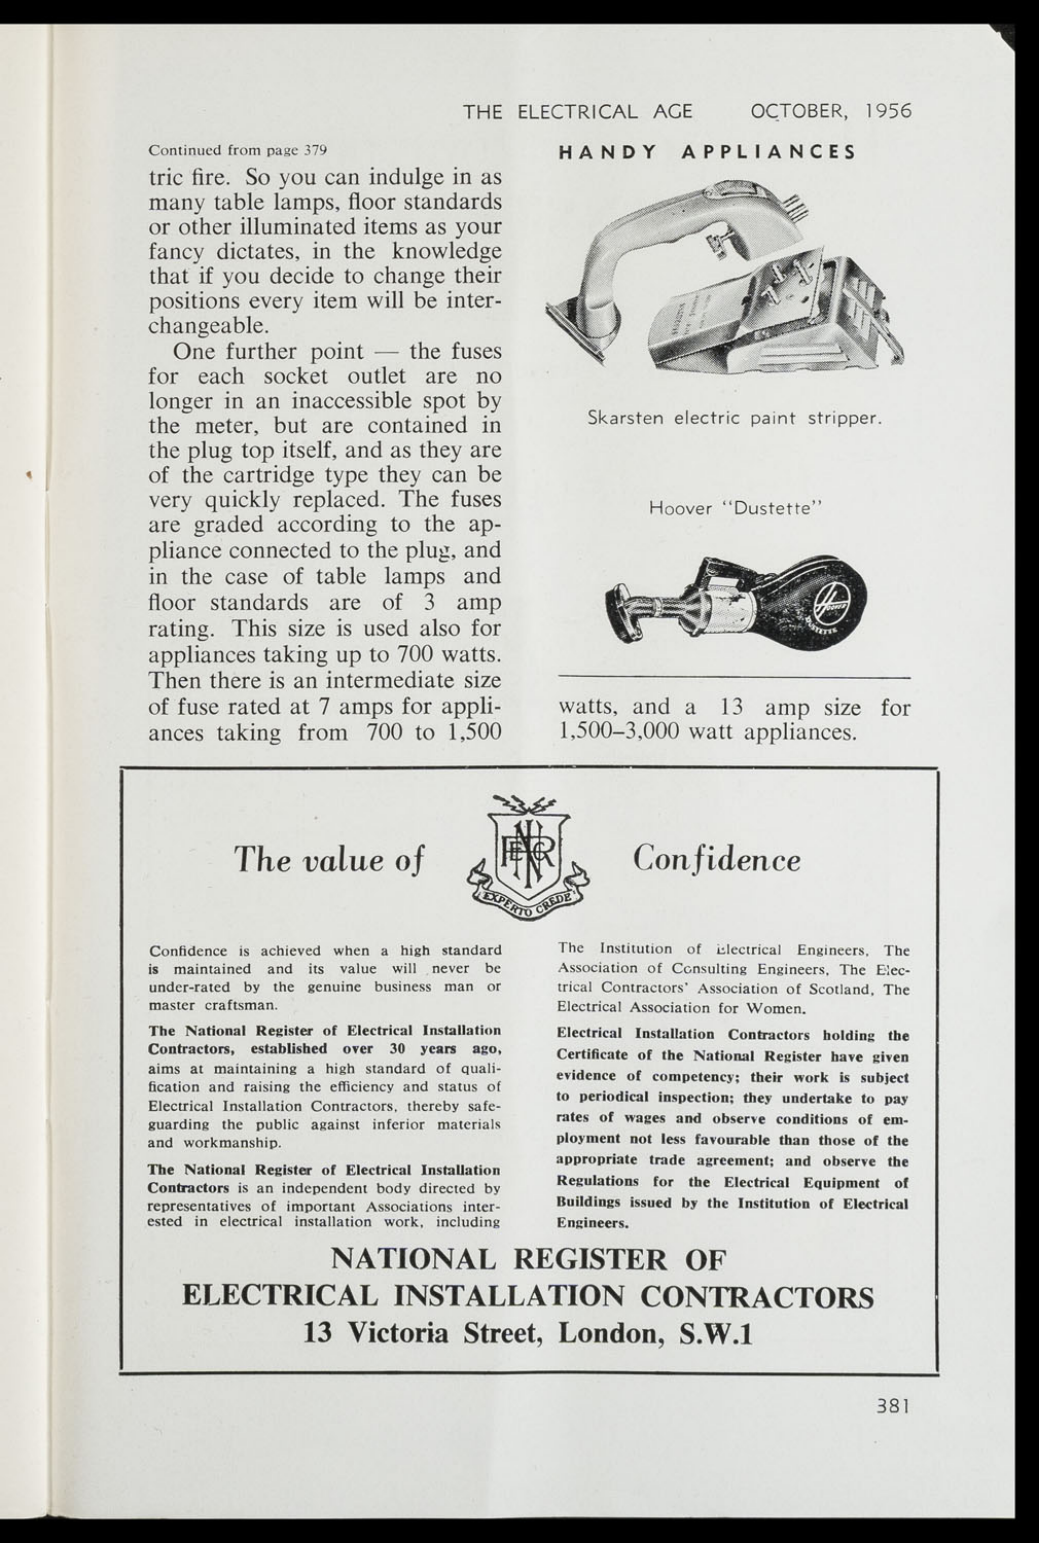 THE ELECTRICAL AGE OCTOBER, 1956
Continued from page 379
tric fire. So you can indulge in as
many table lamps, floor standards
or other illuminated items as your
fancy dictates, in the knowledge
that if you decide to change their
positions every item will be inter-
changeable.
One further point — the fuses
for each socket outlet are no
longer in an inaccessible spot by
the meter, but are contained in
the plug top itself, and as they are
of the cartridge type they can be
very quickly replaced. The fuses
are graded according to the ap-
pliance connected to the plug, and
in the case of table lamps and
floor standards are of 3 amp
rating. This size is used also for
appliances taking up to 700 watts.
Then there is an intermediate size
of fuse rated at 7 amps for appli-
ances taking from 700 to 1,500
HANDY APPLIANCES
Skarsten electric paint stripper.
Hoover "Dustette"
HOOVER
DUSTETTE
watts, and a 13 amp size for
1,500–3,000 watt appliances.
The value of
EXPERTO CREDE
Confidence
Confidence is achieved when a high standard
is maintained and its value will never be
under-rated by the genuine business man or
master craftsman.
The National Register of Electrical Installation
Contractors, established over 30 years ago,
aims at maintaining a high standard of quali-
fication and raising the efficiency and status of
Electrical Installation Contractors, thereby safe-
guarding the public against inferior materials
and workmanship.
The National Register of Electrical Installation
Contractors is an independent body directed by
representatives of important Associations inter-
ested in electrical installation work, including
The Institution of Electrical Engineers, The
Association of Consulting Engineers, The Elec-
trical Contractors' Association of Scotland, The
Electrical Association for Women.
Electrical Installation Contractors holding the
Certificate of the National Register have given
evidence of competency; their work is subject
to periodical inspection; they undertake to pay
rates of wages and observe conditions of em-
ployment not less favourable than those of the
appropriate trade agreement; and observe the
Regulations for the Electrical Equipment of
Buildings issued by the Institution of Electrical
Engineers.
NATIONAL REGISTER OF
ELECTRICAL INSTALLATION CONTRACTORS
13 Victoria Street, London, S.W.1
381